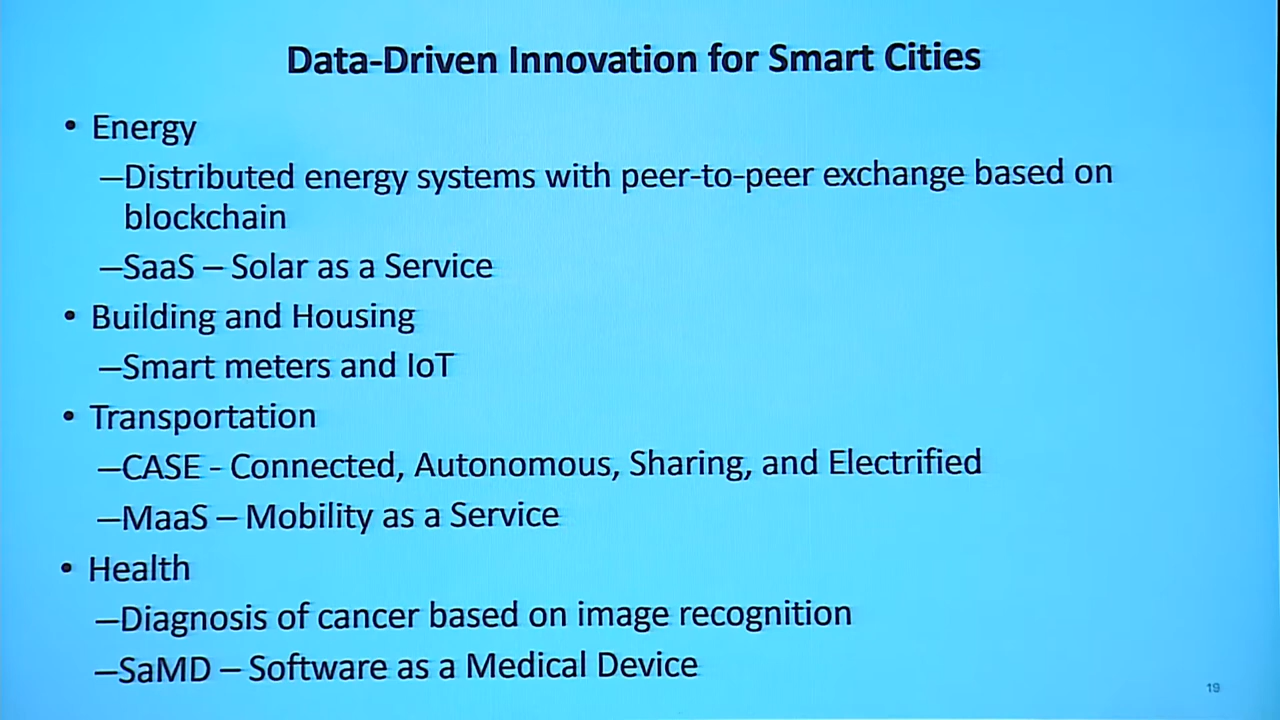 Data-Driven Innovation for Smart Cities
• Energy
–Distributed energy systems with peer-to-peer exchange based on
blockchain
–SaaS – Solar as a Service
• Building and Housing
–Smart meters and IoT
• Transportation
–CASE - Connected, Autonomous, Sharing, and Electrified
–MaaS – Mobility as a Service
• Health
–Diagnosis of cancer based on image recognition
–SaMD – Software as a Medical Device
19